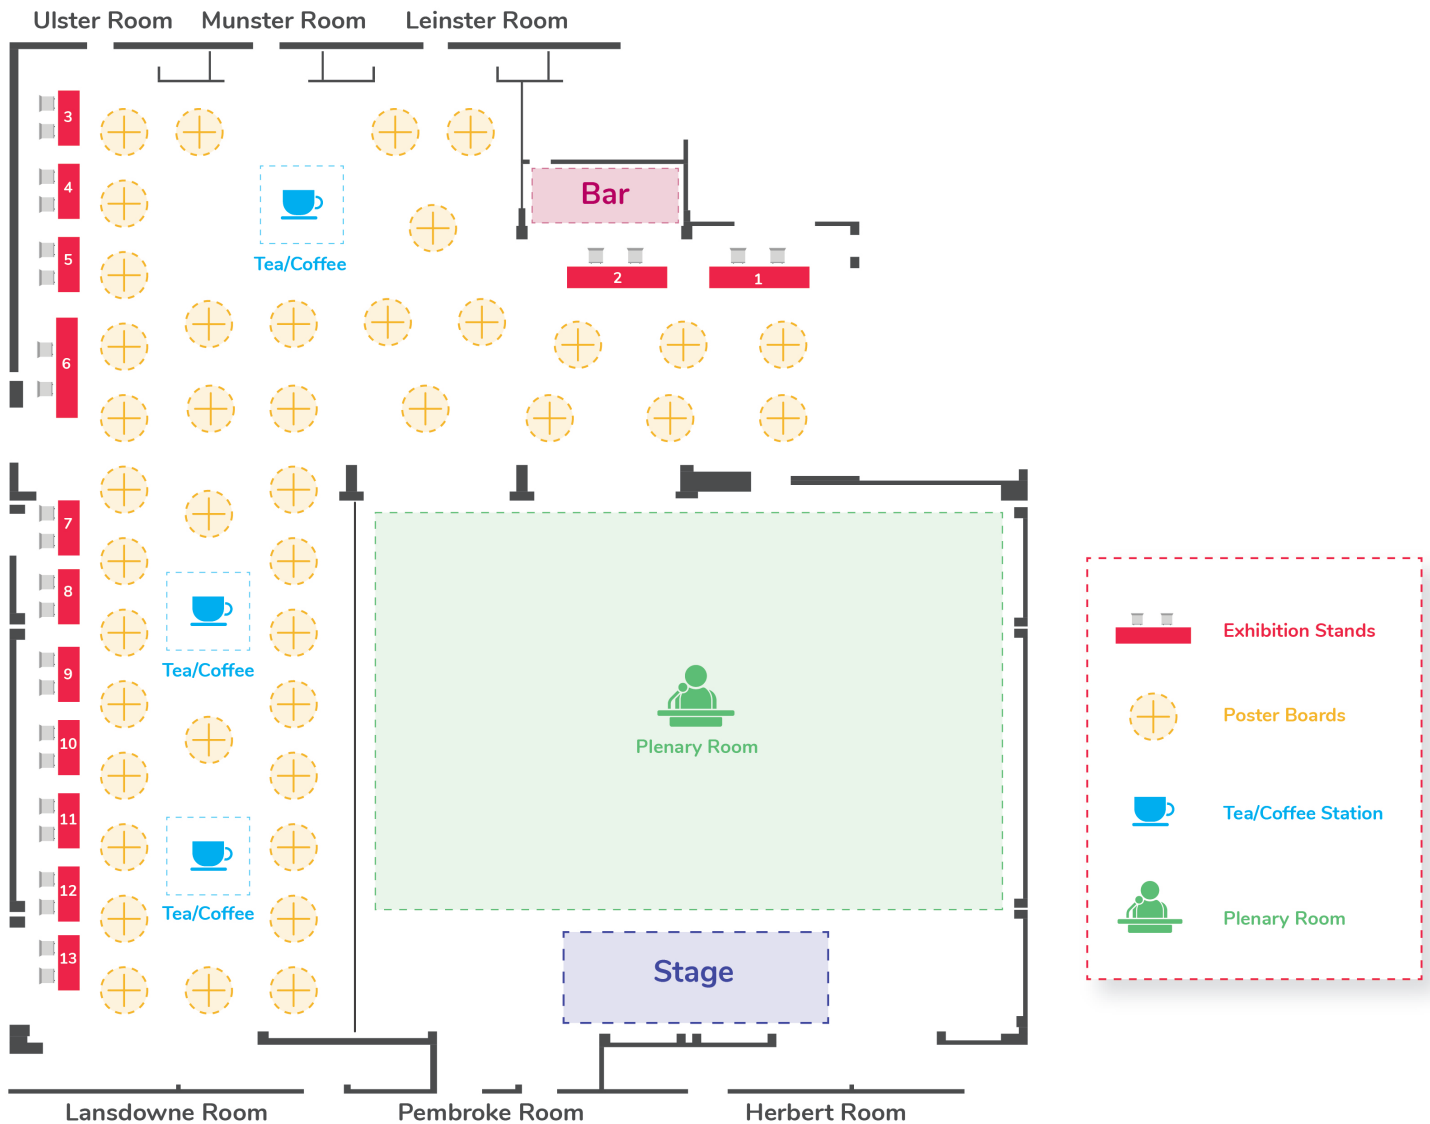 Ulster Room
Munster Room
Leinster Room
3
4
5
6
Tea/Coffee
Bar
2
1
7
8
9
10
11
12
13
Tea/Coffee
Tea/Coffee
Plenary Room
Stage
Exhibition Stands
Poster Boards
Tea/Coffee Station
Plenary Room
Lansdowne Room
Pembroke Room
Herbert Room